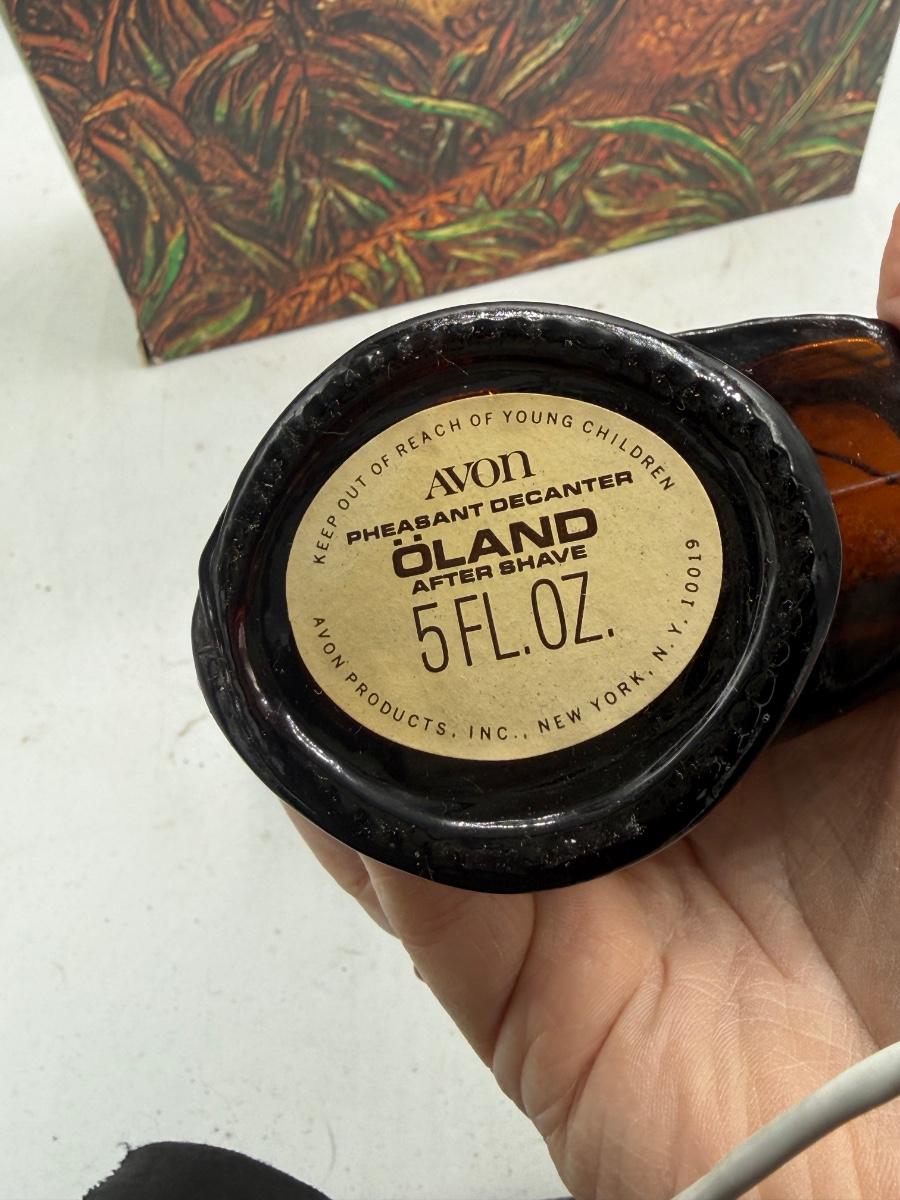 KEEP OUT OF REACH OF YOUNG CHILDREN
AVON
PHEASANT DECANTER
ÖLAND
AFTER SHAVE
5 FL. OZ.
AVON PRODUCTS, INC., NEW YORK, N.Y. 10019